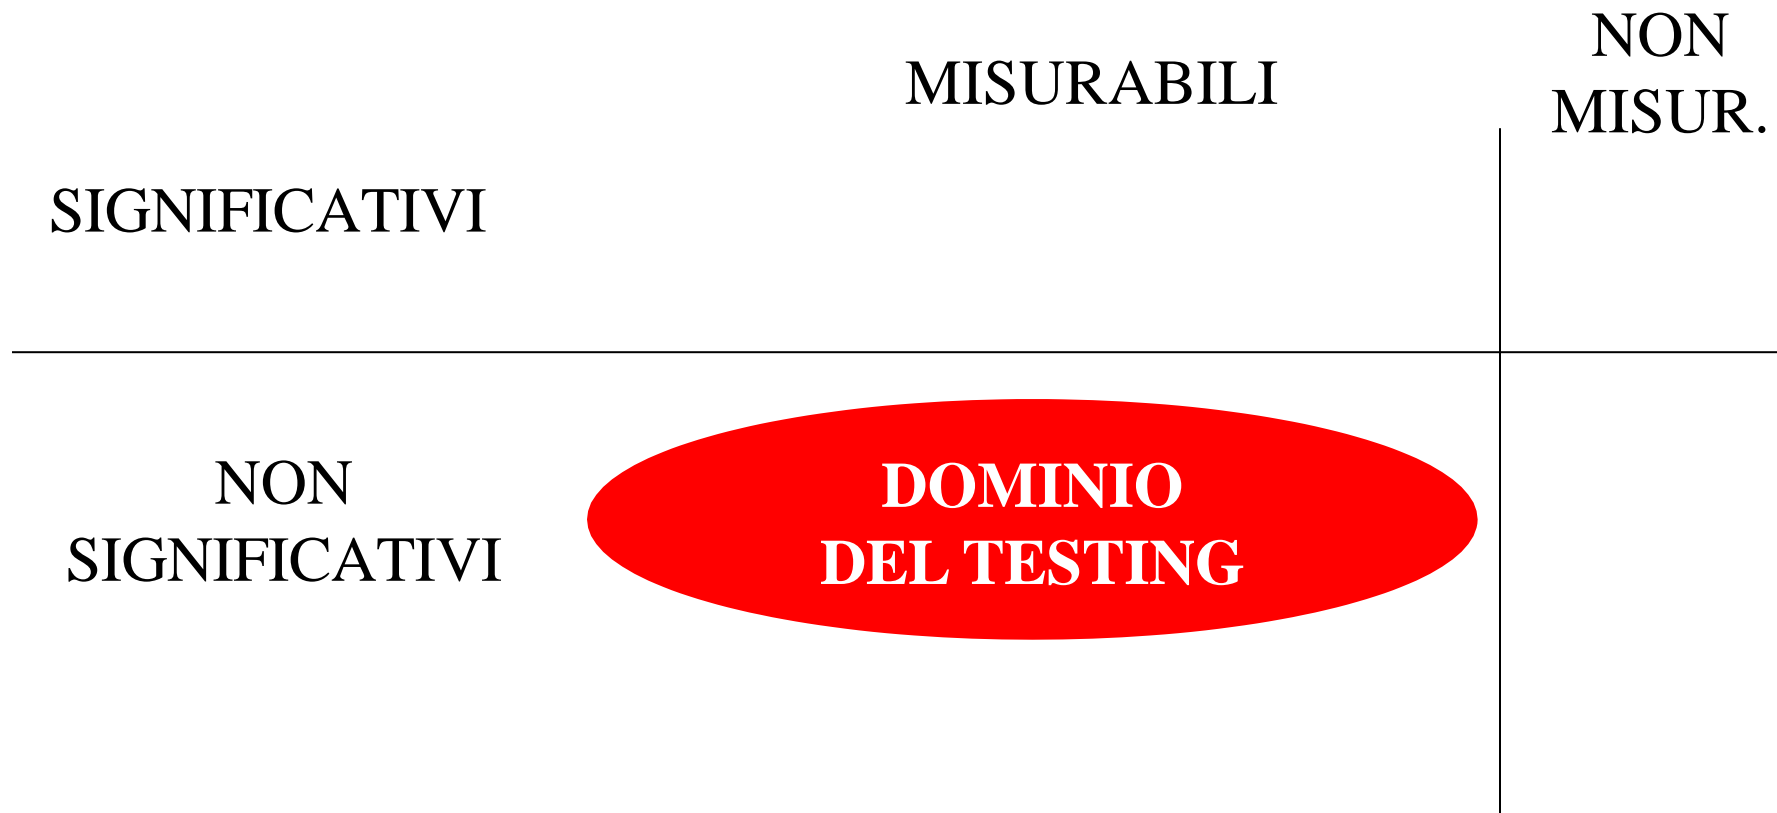 MISURABILI
NON
MISUR.
SIGNIFICATIVI
NON
SIGNIFICATIVI
DOMINIO
DEL TESTING